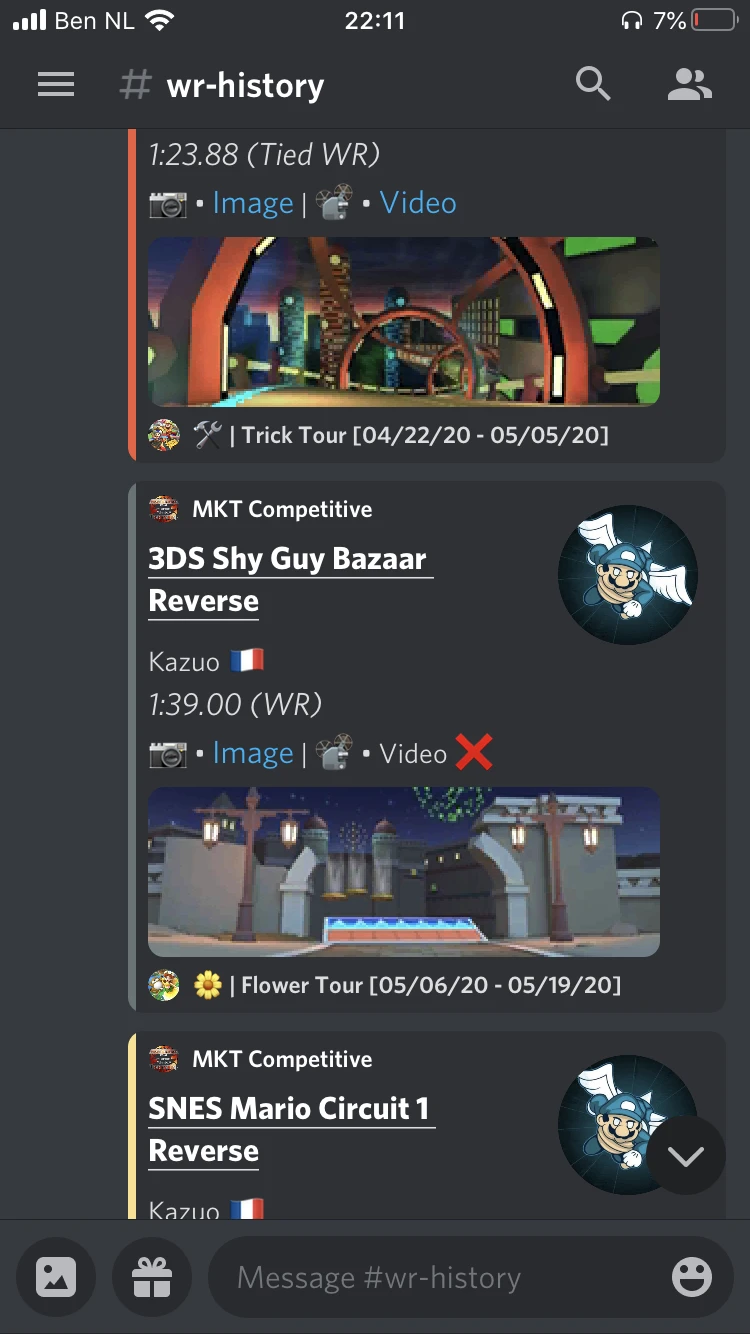 Ben NL 22:11 7%
# wr-history
1:23.88 (Tied WR)
• Image | • Video
| Trick Tour [04/22/20 - 05/05/20]
MKT Competitive
3DS Shy Guy Bazaar
Reverse
Kazuo
1:39.00 (WR)
• Image | • Video ❌
🌼 | Flower Tour [05/06/20 - 05/19/20]
MKT Competitive
SNES Mario Circuit 1
Reverse
Kazuo
Message #wr-history